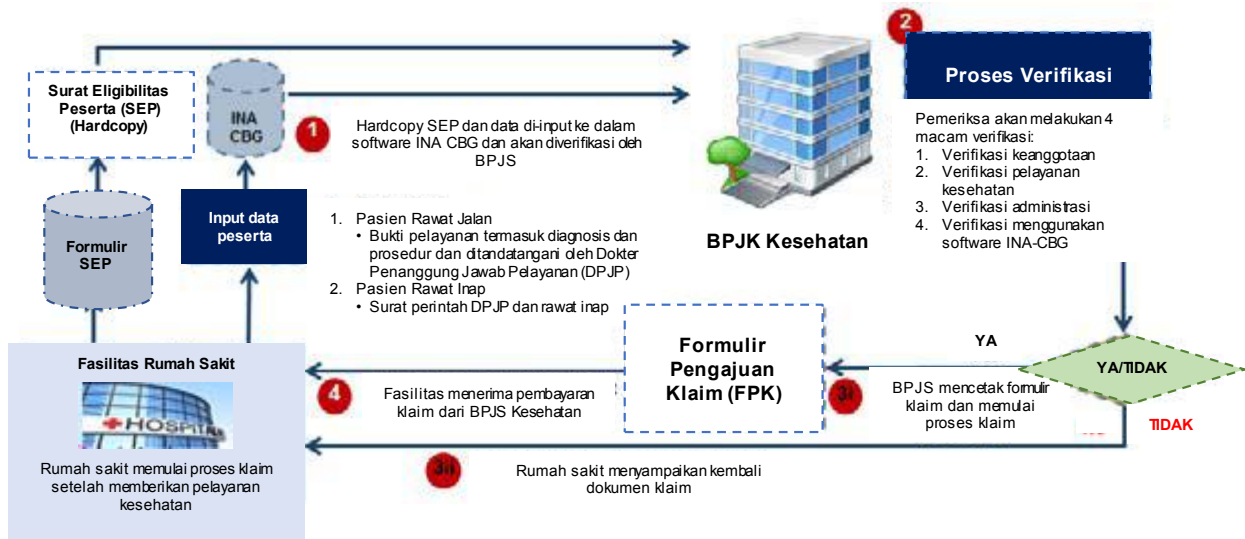 Surat Eligibilitas
Peserta (SEP)
(Hardcopy)
INA
CBG
1
Hardcopy SEP dan data di-input ke dalam
software INA CBG dan akan diverifikasi oleh
BPJS
BPJK Kesehatan
2
Proses Verifikasi
Pemeriksa akan melakukan 4
macam verifikasi:
1. Verifikasi keanggotaan
2. Verifikasi pelayanan
kesehatan
3. Verifikasi administrasi
4. Verifikasi menggunakan
software INA-CBG
Formulir
SEP
Input data
peserta
1. Pasien Rawat Jalan
• Bukti pelayanan termasuk diagnosis dan
prosedur dan ditandatangani oleh Dokter
Penanggung Jawab Pelayanan (DPJP)
2. Pasien Rawat Inap
• Surat perintah DPJP dan rawat inap
Fasilitas Rumah Sakit
Rumah sakit memulai proses klaim
setelah memberikan pelayanan
kesehatan
4
Fasilitas menerima pembayaran
klaim dari BPJS Kesehatan
Formulir
Pengajuan
Klaim (FPK)
YA
BPJS mencetak formulir
klaim dan memulai
proses klaim
YA/TIDAK
TIDAK
Rumah sakit menyampaikan kembali
dokumen klaim